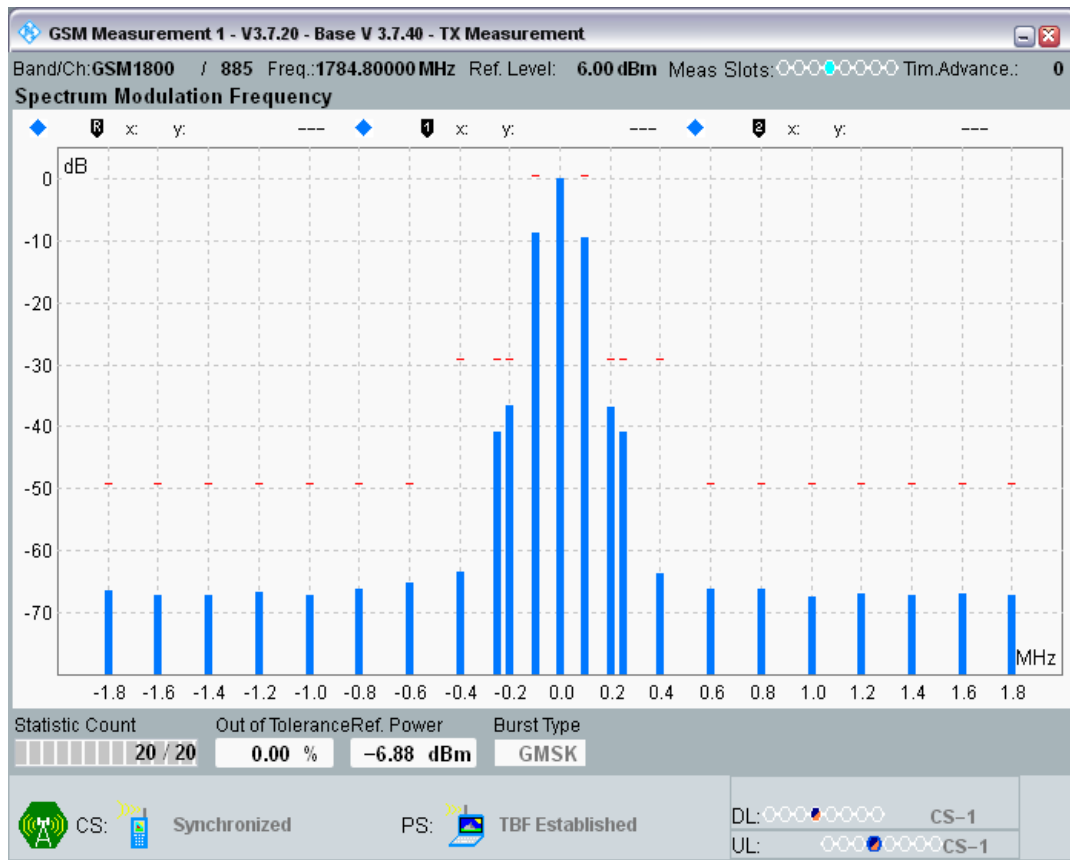 GSM Measurement 1 - V3.7.20 - Base V 3.7.40 - TX Measurement
Band/Ch:GSM1800 / 885 Freq.:1784.80000 MHz Ref. Level: 6.00 dBm Meas Slots: Tim.Advance.: 0
Spectrum Modulation Frequency
R x: y: --- 1 x: y: --- 2 x: y: ---
dB
0
-10
-20
-30
-40
-50
-60
-70
MHz
-1.8 -1.6 -1.4 -1.2 -1.0 -0.8 -0.6 -0.4 -0.2 0.0 0.2 0.4 0.6 0.8 1.0 1.2 1.4 1.6 1.8
Statistic Count Out of Tolerance Ref. Power Burst Type
20 / 20 0.00 % −6.88 dBm GMSK
CS: Synchronized PS: TBF Established DL: CS−1
UL: CS−1